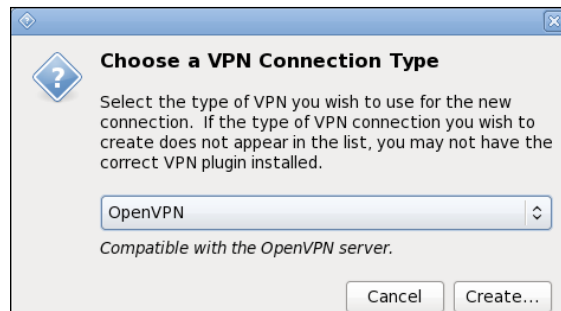 Choose a VPN Connection Type
Select the type of VPN you wish to use for the new
connection.  If the type of VPN connection you wish to
create does not appear in the list, you may not have the
correct VPN plugin installed.
OpenVPN
Compatible with the OpenVPN server.
Cancel
Create...